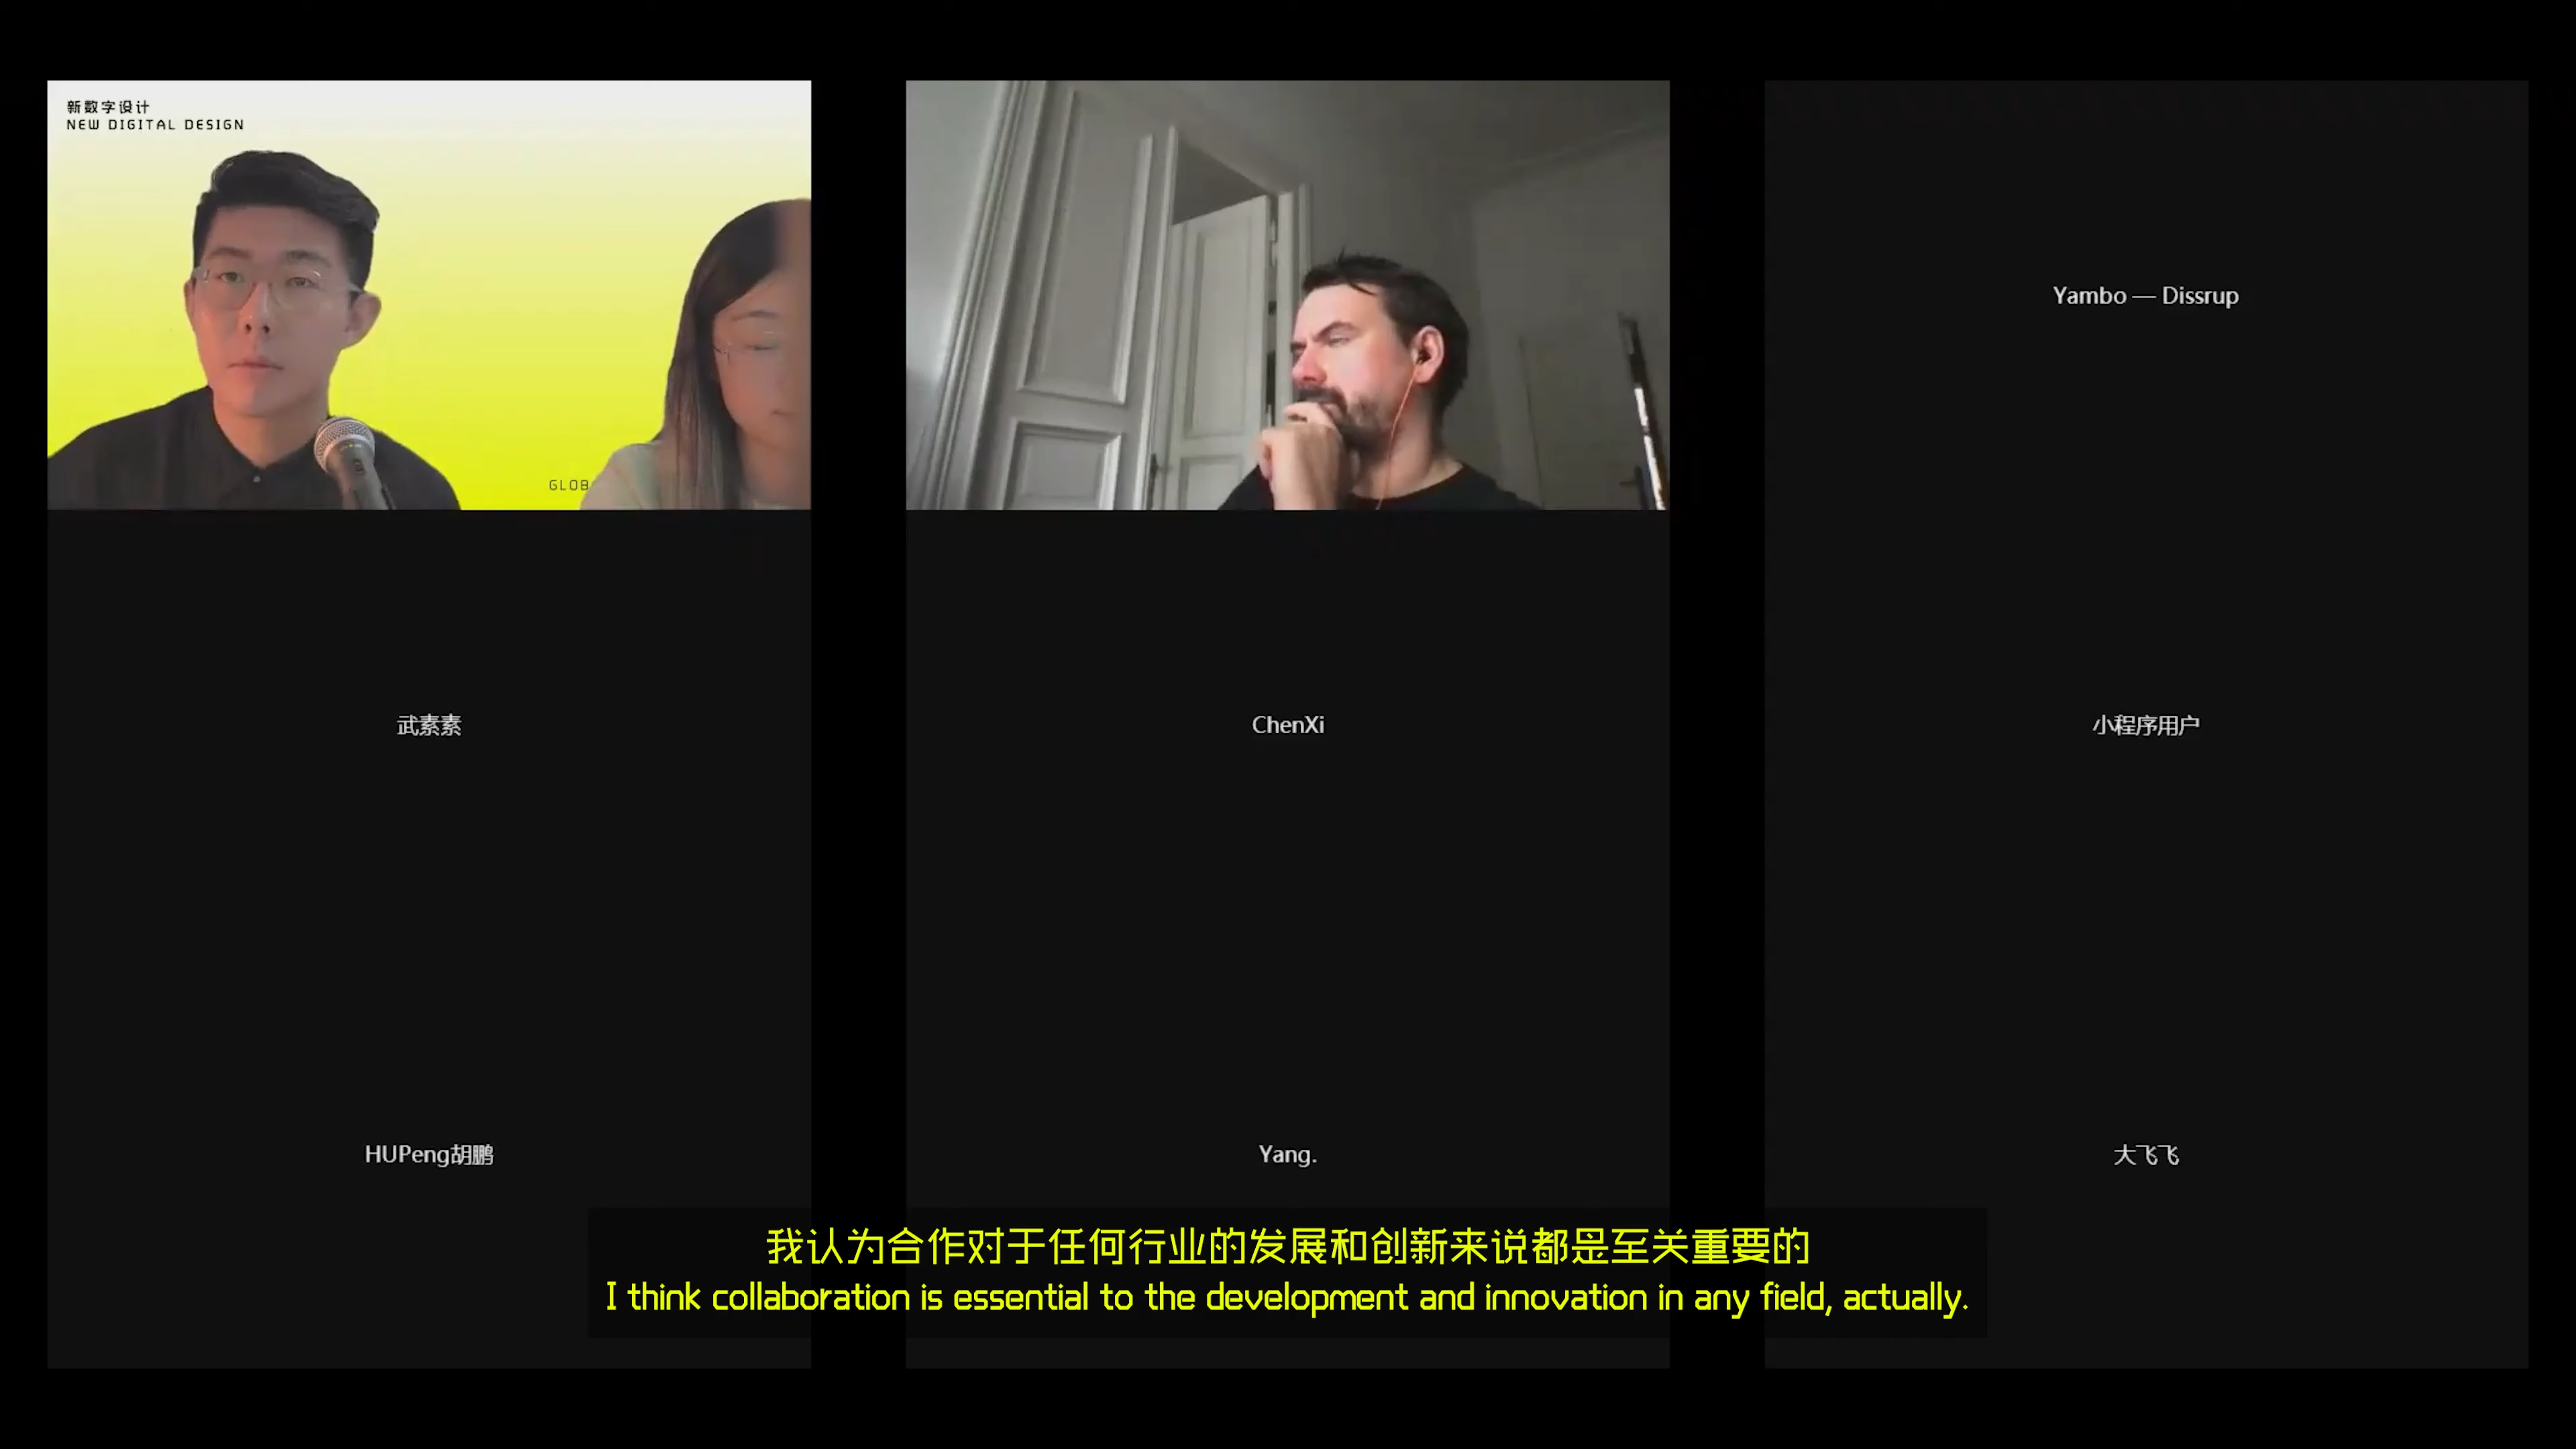 新数字设计
NEW DIGITAL DESIGN
GLOB
Yambo — Dissrup
武素素
ChenXi
小程序用户
HUPeng胡鹏
Yang.
大飞飞
我认为合作对于任何行业的发展和创新来说都是至关重要的
I think collaboration is essential to the development and innovation in any field, actually.